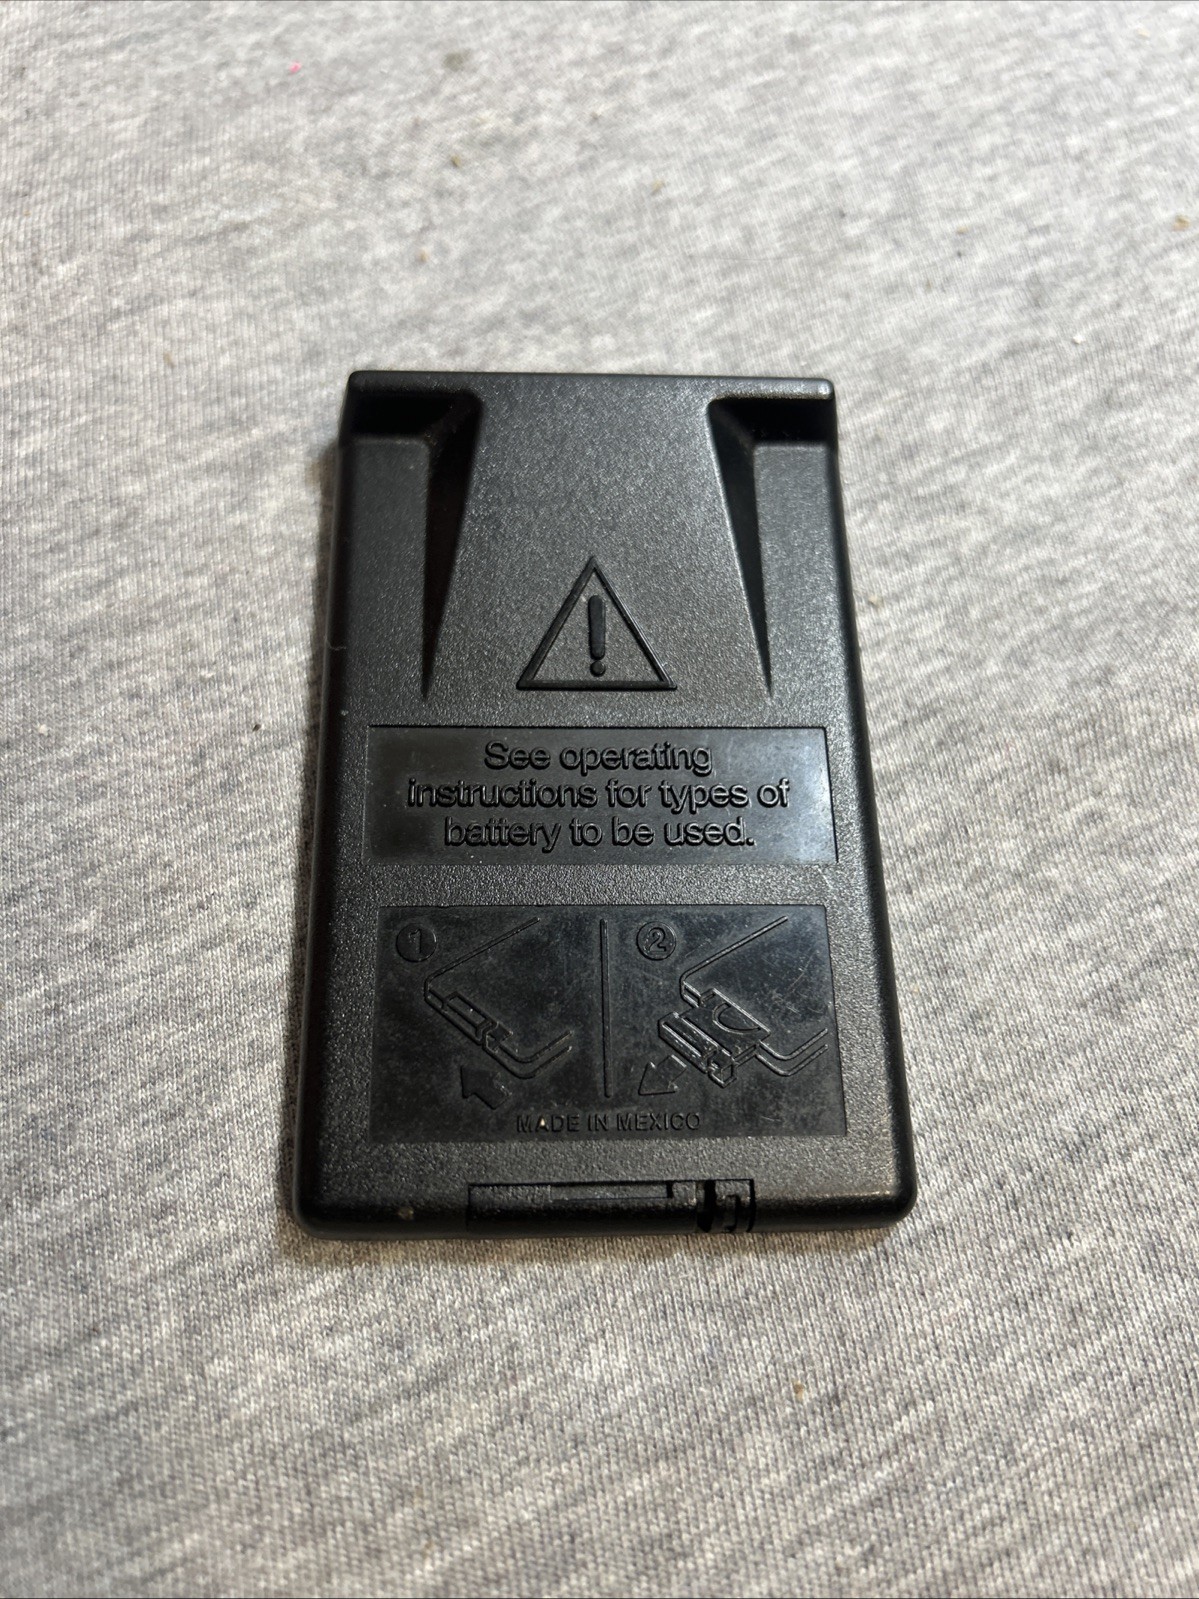 !
See operating
instructions for types of
battery to be used.
1
2
MADE IN MEXICO